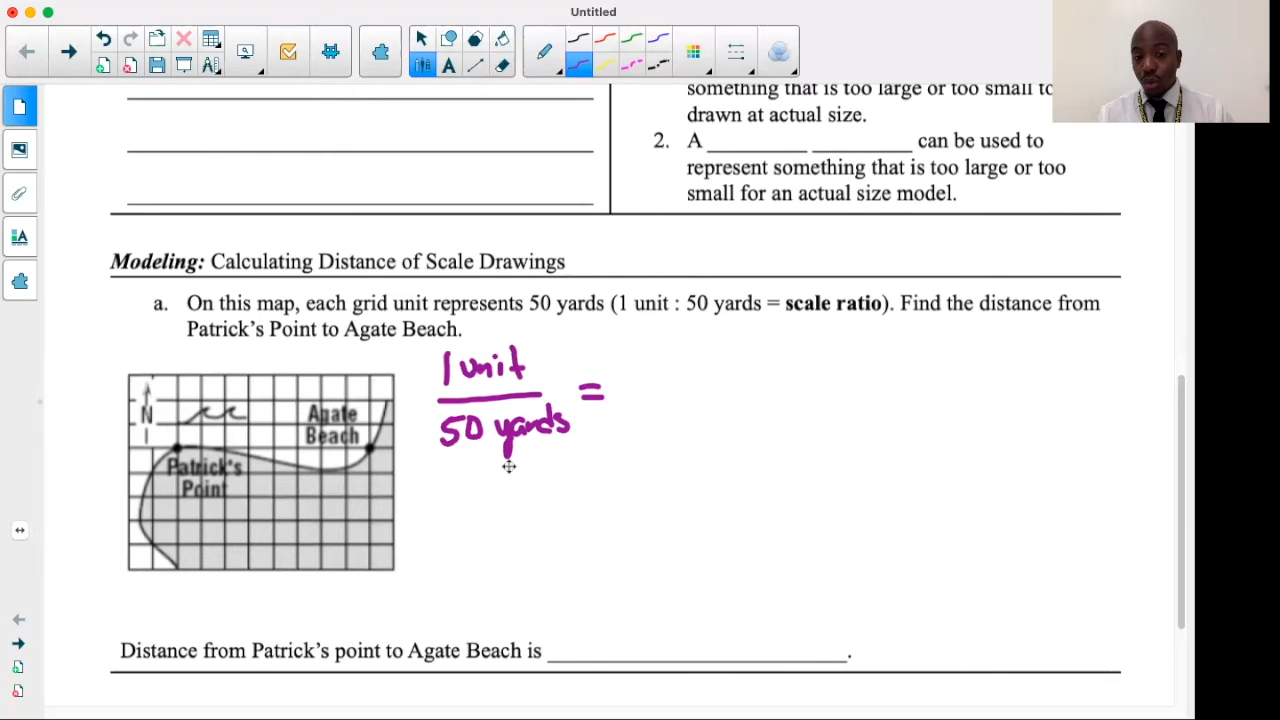 Untitled
something that is too large or too small to
drawn at actual size.
2. A __________ __________ can be used to
represent something that is too large or too
small for an actual size model.
Modeling: Calculating Distance of Scale Drawings
a. On this map, each grid unit represents 50 yards (1 unit : 50 yards = scale ratio). Find the distance from
Patrick's Point to Agate Beach.
1 unit
=
50 yards
N
Agate
Beach
Patrick's
Point
Distance from Patrick's point to Agate Beach is ______________________________.